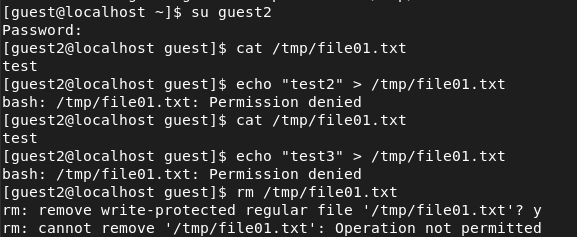 [guest@localhost ~]$ su guest2
Password:
[guest2@localhost guest]$ cat /tmp/file01.txt
test
[guest2@localhost guest]$ echo "test2" > /tmp/file01.txt
bash: /tmp/file01.txt: Permission denied
[guest2@localhost guest]$ cat /tmp/file01.txt
test
[guest2@localhost guest]$ echo "test3" > /tmp/file01.txt
bash: /tmp/file01.txt: Permission denied
[guest2@localhost guest]$ rm /tmp/file01.txt
rm: remove write-protected regular file '/tmp/file01.txt'? y
rm: cannot remove '/tmp/file01.txt': Operation not permitted